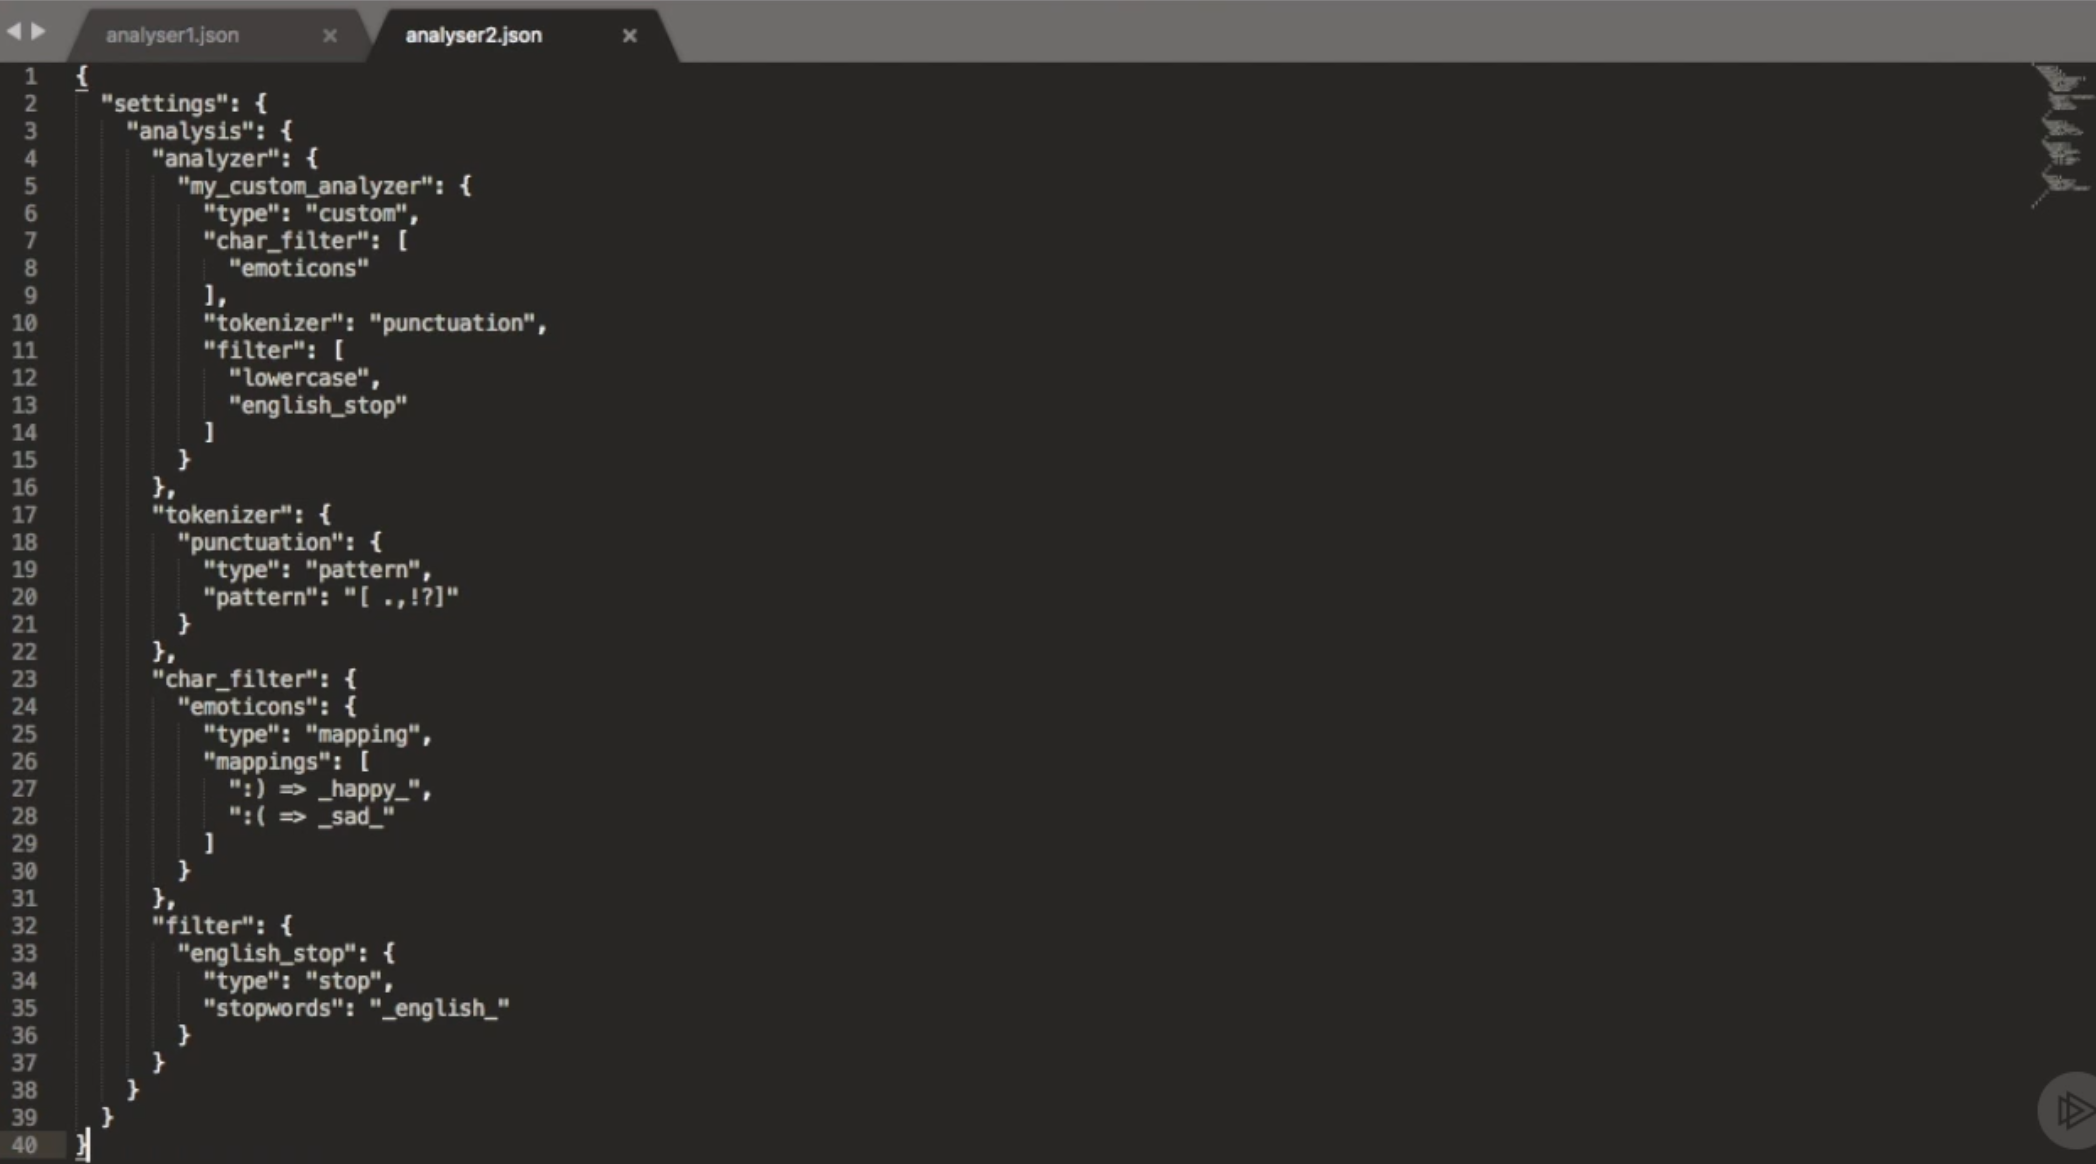 analyser1.json × analyser2.json ×
1 {
2 "settings": {
3 "analysis": {
4 "analyzer": {
5 "my_custom_analyzer": {
6 "type": "custom",
7 "char_filter": [
8 "emoticons"
9 ],
10 "tokenizer": "punctuation",
11 "filter": [
12 "lowercase",
13 "english_stop"
14 ]
15 }
16 },
17 "tokenizer": {
18 "punctuation": {
19 "type": "pattern",
20 "pattern": "[ .,!?]"
21 }
22 },
23 "char_filter": {
24 "emoticons": {
25 "type": "mapping",
26 "mappings": [
27 ":) => _happy_",
28 ":( => _sad_"
29 ]
30 }
31 },
32 "filter": {
33 "english_stop": {
34 "type": "stop",
35 "stopwords": "_english_"
36 }
37 }
38 }
39 }
40 }